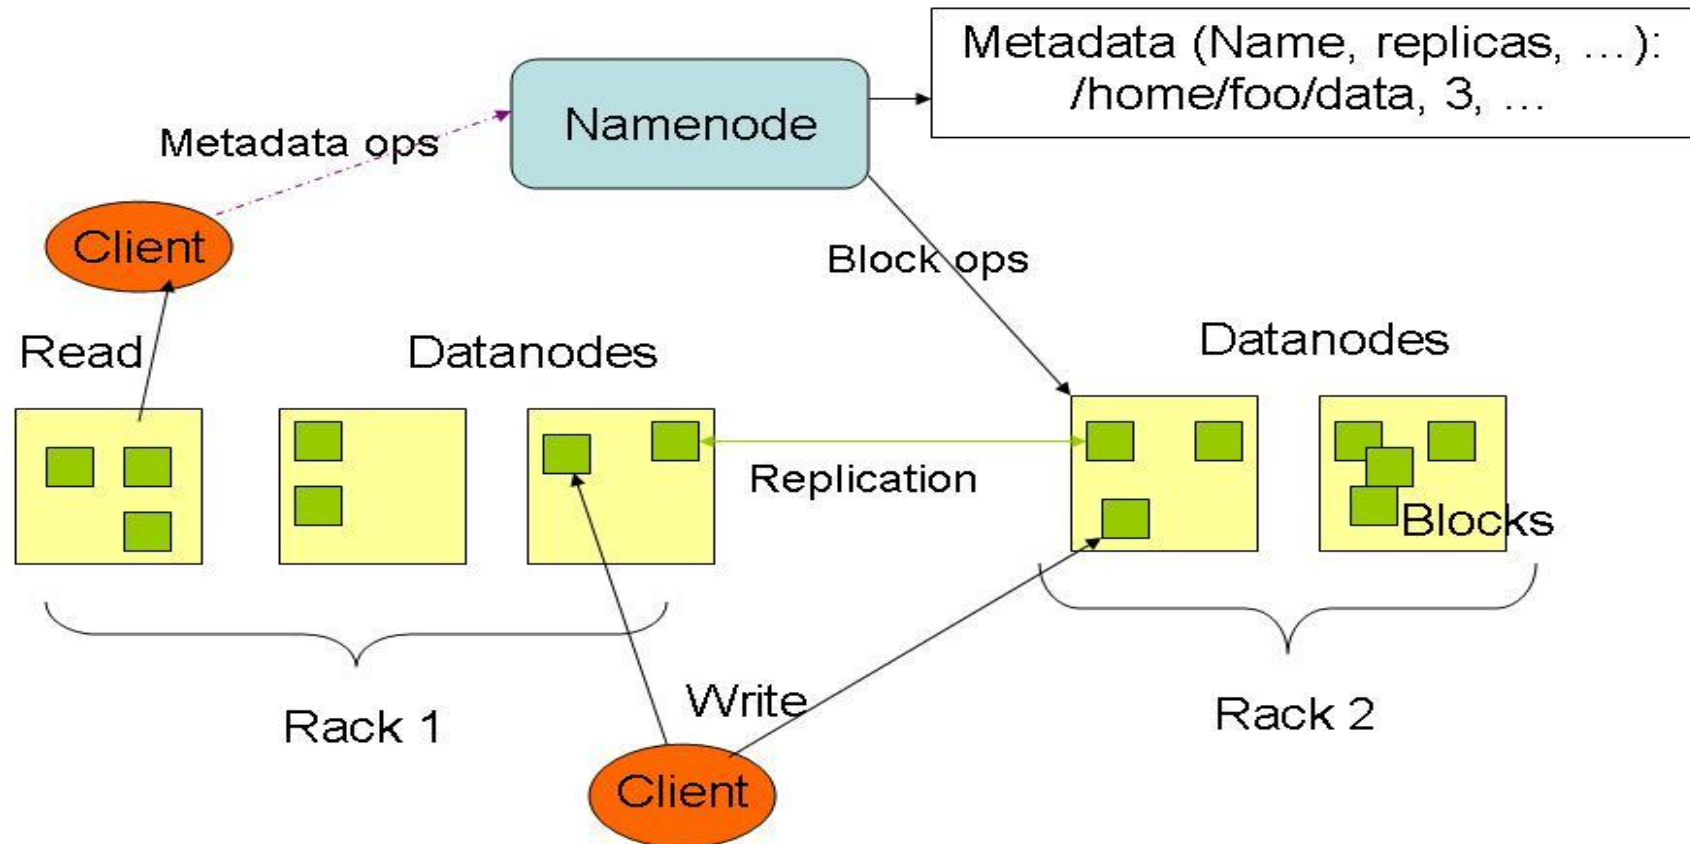 Metadata (Name, replicas, …):
/home/foo/data, 3, …
Namenode
Metadata ops
Client
Block ops
Read
Datanodes
Datanodes
Replication
Blocks
Rack 1
Write
Rack 2
Client